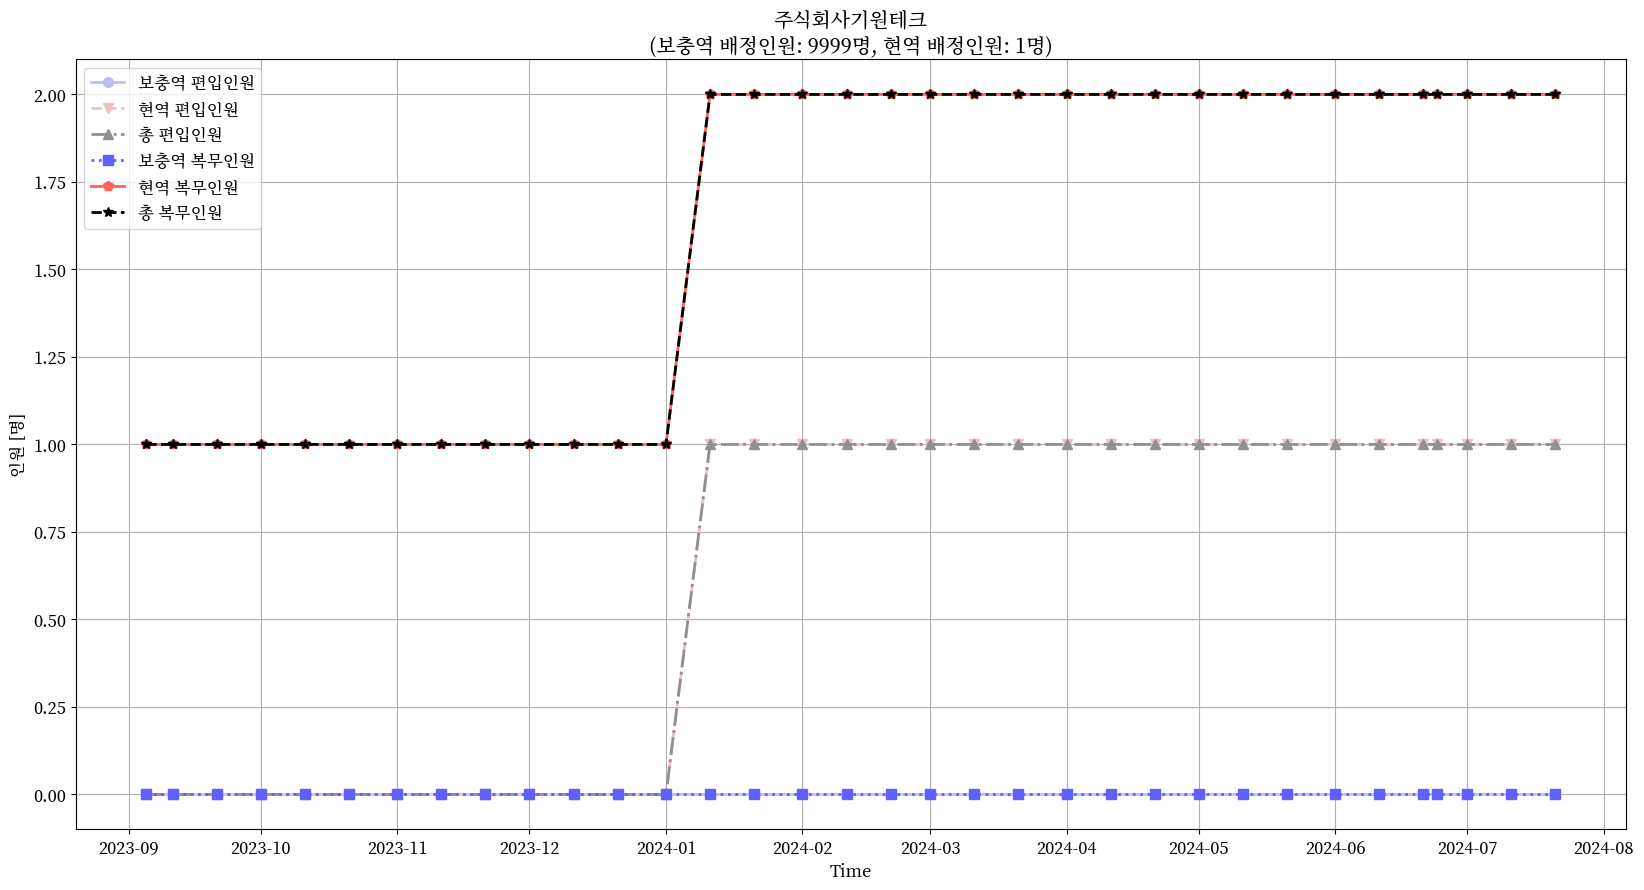 주식회사기원테크
(보충역 배정인원: 9999명, 현역 배정인원: 1명)
보충역 편입인원
현역 편입인원
총 편입인원
보충역 복무인원
현역 복무인원
총 복무인원
2.00
1.75
1.50
1.25
1.00
0.75
0.50
0.25
0.00
인원 [명]
2023-09
2023-10
2023-11
2023-12
2024-01
2024-02
2024-03
2024-04
2024-05
2024-06
2024-07
2024-08
Time